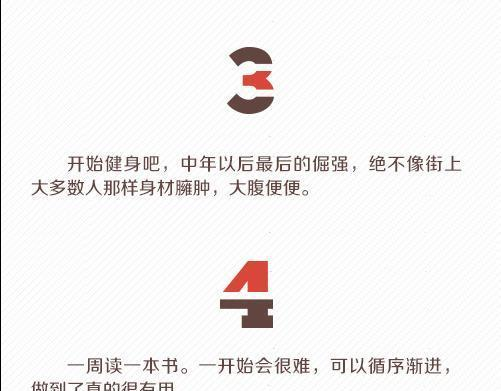 3
开始健身吧，中年以后最后的倔强，绝不像街上
大多数人那样身材臃肿，大腹便便。
4
一周读一本书。一开始会很难，可以循序渐进，
做到了真的很有用